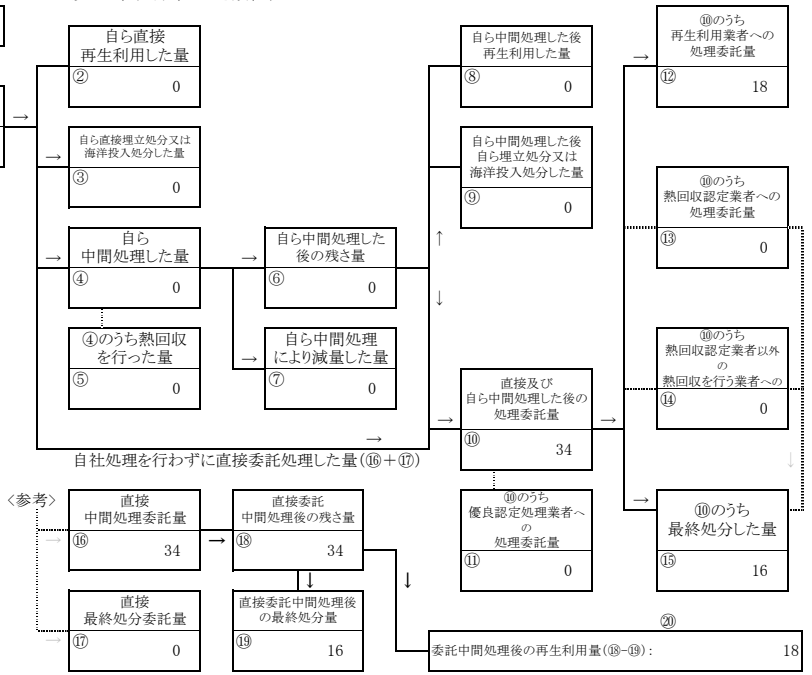 自ら直接
再生利用した量
②
0
自ら中間処理した後
再生利用した量
⑧
0
⑩のうち
再生利用業者への
処理委託量
⑫
18
→
→
自ら直接埋立処分又は
海洋投入処分した量
③
0
→
自ら中間処理した後
自ら埋立処分又は
海洋投入処分した量
⑨
0
⑩のうち
熱回収認定業者への
処理委託量
⑬
0
→
自ら
中間処理した量
④
0
→
自ら中間処理した
後の残さ量
⑥
0
↑
↓
④のうち熱回収
を行った量
⑤
0
→
自ら中間処理
により減量した量
⑦
0
⑩のうち
熱回収認定業者以外
の
熱回収を行う業者への
⑭
0
→
直接及び
自ら中間処理した後の
処理委託量
⑩
34
→
→
自社処理を行わずに直接委託処理した量(⑯+⑰)
↓
〈参考〉
→
直接
中間処理委託量
⑯
34
→
直接委託
中間処理後の残さ量
⑱
34
⑩のうち
優良認定処理業者へ
の
処理委託量
⑪
0
→
⑩のうち
最終処分した量
⑮
16
↓
↓
→
直接
最終処分委託量
⑰
0
直接委託中間処理後
の最終処分量
⑲
16
⑳
委託中間処理後の再生利用量(⑱-⑲): 18